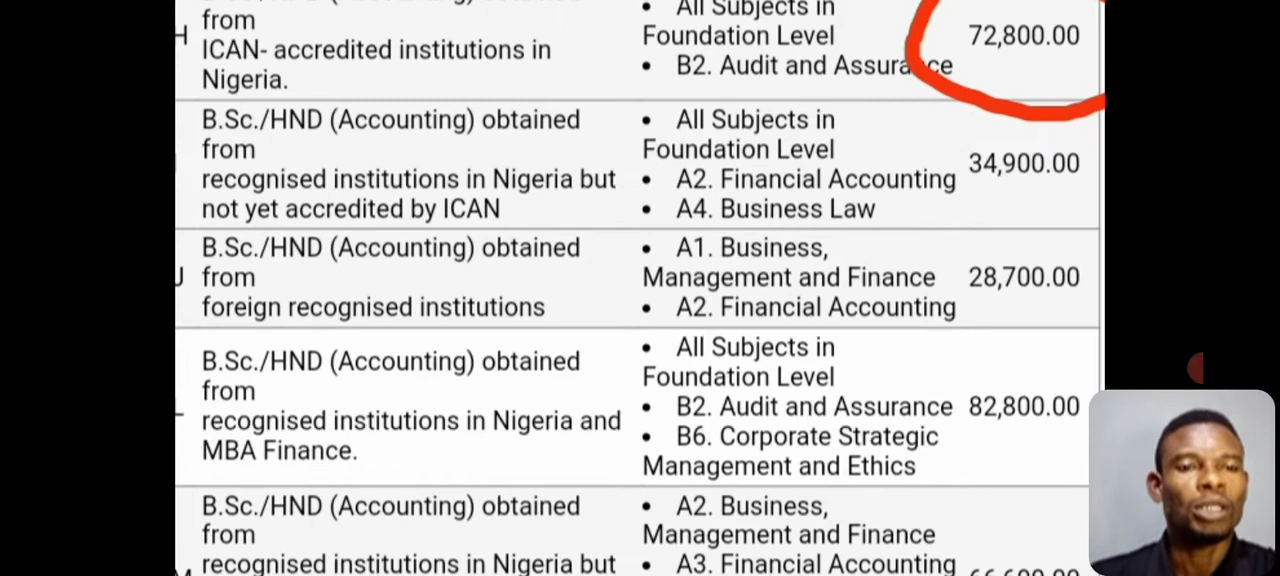 from
ICAN- accredited institutions in
Nigeria.
• All Subjects in
Foundation Level
• B2. Audit and Assurance
72,800.00
B.Sc./HND (Accounting) obtained
from
recognised institutions in Nigeria but
not yet accredited by ICAN
• All Subjects in
Foundation Level
• A2. Financial Accounting
• A4. Business Law
34,900.00
J
B.Sc./HND (Accounting) obtained
from
foreign recognised institutions
• A1. Business,
Management and Finance
• A2. Financial Accounting
28,700.00
B.Sc./HND (Accounting) obtained
from
recognised institutions in Nigeria and
MBA Finance.
• All Subjects in
Foundation Level
• B2. Audit and Assurance
• B6. Corporate Strategic
Management and Ethics
82,800.00
B.Sc./HND (Accounting) obtained
from
recognised institutions in Nigeria but
• A2. Business,
Management and Finance
• A3. Financial Accounting